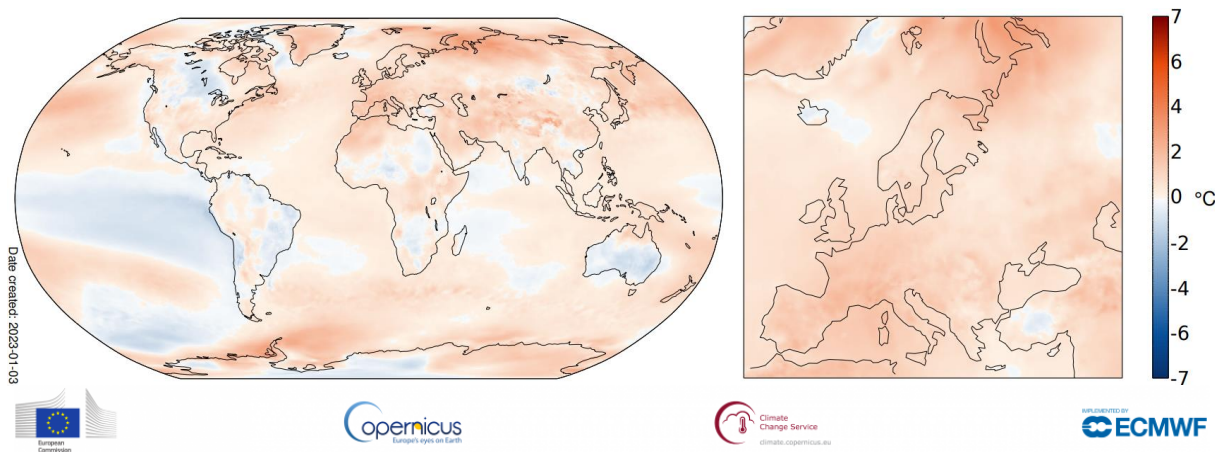 7
6
4
2
0 °C
-2
-4
-6
-7
Date created: 2023-01-03
European
Commission
opernicus
Europe's eyes on Earth
Climate
Change Service
climate.copernicus.eu
IMPLEMENTED BY
ECMWF